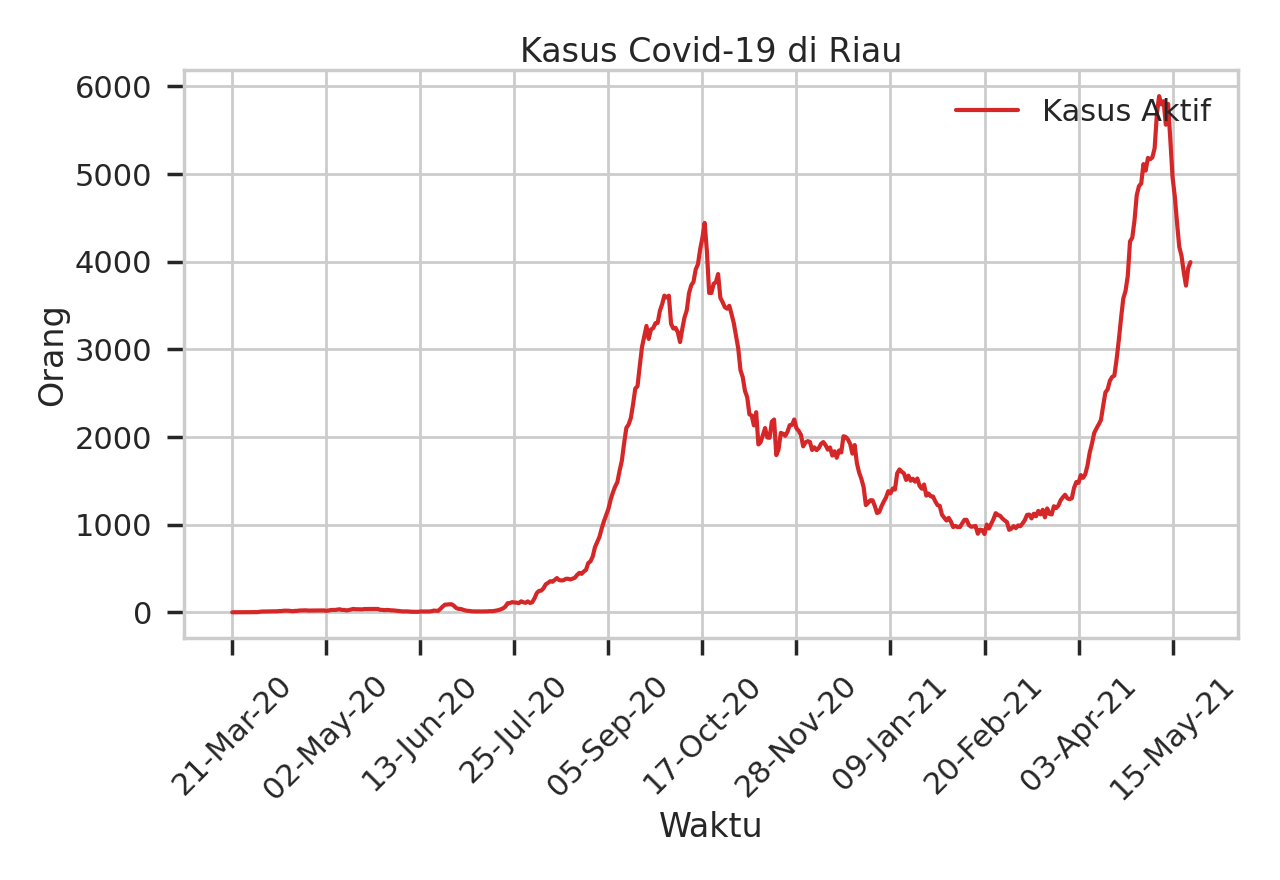 Kasus Covid-19 di Riau
Kasus Aktif
6000
5000
4000
3000
2000
1000
0
Orang
21-Mar-20
02-May-20
13-Jun-20
25-Jul-20
05-Sep-20
17-Oct-20
28-Nov-20
09-Jan-21
20-Feb-21
03-Apr-21
15-May-21
Waktu